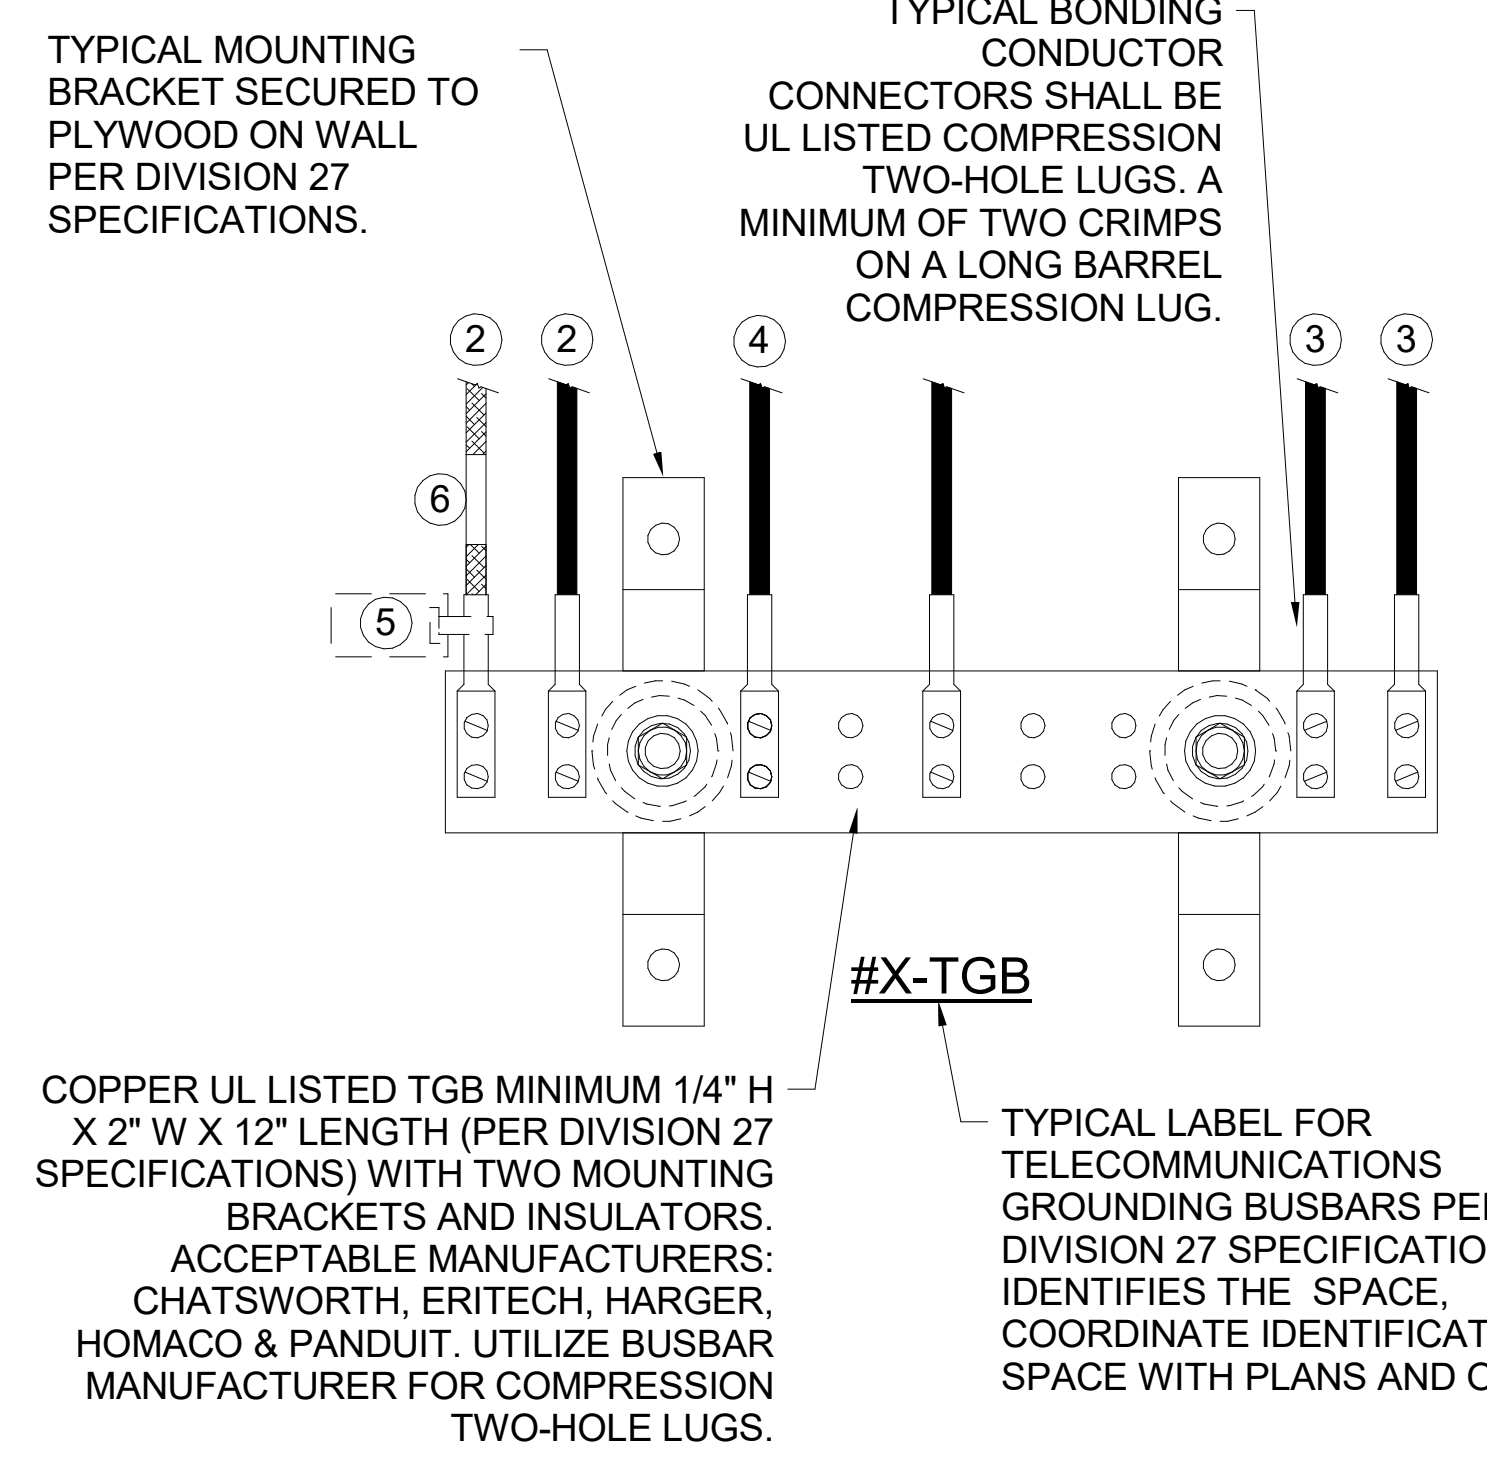 TYPICAL MOUNTING
BRACKET SECURED TO
PLYWOOD ON WALL
PER DIVISION 27
SPECIFICATIONS.
TYPICAL BONDING
CONDUCTOR
CONNECTORS SHALL BE
UL LISTED COMPRESSION
TWO-HOLE LUGS. A
MINIMUM OF TWO CRIMPS
ON A LONG BARREL
COMPRESSION LUG.
2 2 4 3 3
6
5
#X-TGB
COPPER UL LISTED TGB MINIMUM 1/4" H
X 2" W X 12" LENGTH (PER DIVISION 27
SPECIFICATIONS) WITH TWO MOUNTING
BRACKETS AND INSULATORS.
ACCEPTABLE MANUFACTURERS:
CHATSWORTH, ERITECH, HARGER,
HOMACO & PANDUIT. UTILIZE BUSBAR
MANUFACTURER FOR COMPRESSION
TWO-HOLE LUGS.
TYPICAL LABEL FOR
TELECOMMUNICATIONS
GROUNDING BUSBARS
DIVISION 27
IDENTIFIES THE SPACE,
COORDINATE
SPACE WITH PLANS AND